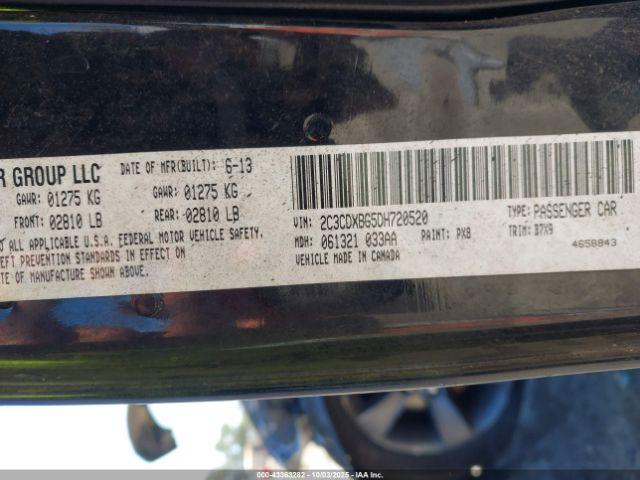 R GROUP LLC DATE OF MFR(BUILT): 6-13
GAWR: 01275 KG GAWR: 01275 KG
FRONT: 02810 LB REAR: 02810 LB
O ALL APPLICABLE U.S.A. FEDERAL MOTOR VEHICLE SAFETY,
EFT PREVENTION STANDARDS IN EFFECT ON
TE OF MANUFACTURE SHOWN ABOVE.
VIN: 2C3CDXBG5DH720520 TYPE: PASSENGER CAR
MDH: 061321 033AA PAINT: PX8 TRIM: B7X9
VEHICLE MADE IN CANADA 4658843
000-43363282 - 10/03/2025 - IAAI.COM